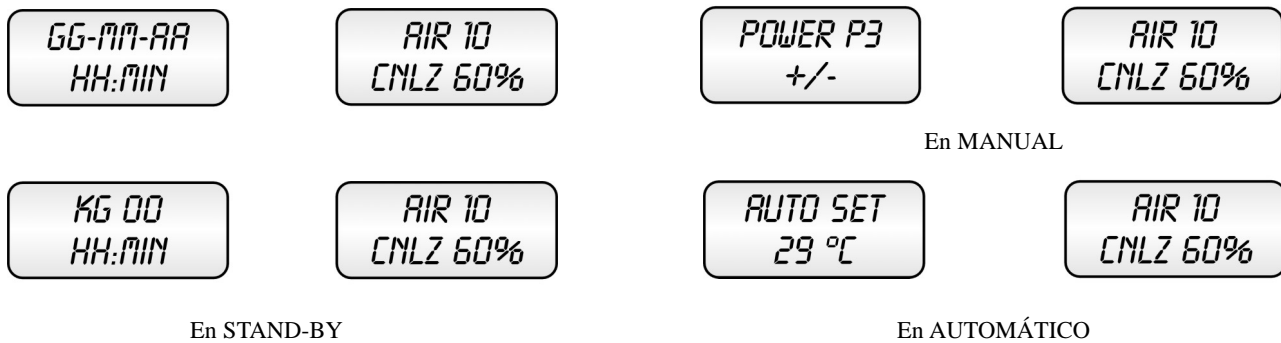 GG-MM-AA
HH:MIN
AIR 10
CNLZ 60%
POWER P3
+/-
AIR 10
CNLZ 60%
En MANUAL
KG 00
HH:MIN
AIR 10
CNLZ 60%
AUTO SET
29 °C
AIR 10
CNLZ 60%
En STAND-BY
En AUTOMÁTICO